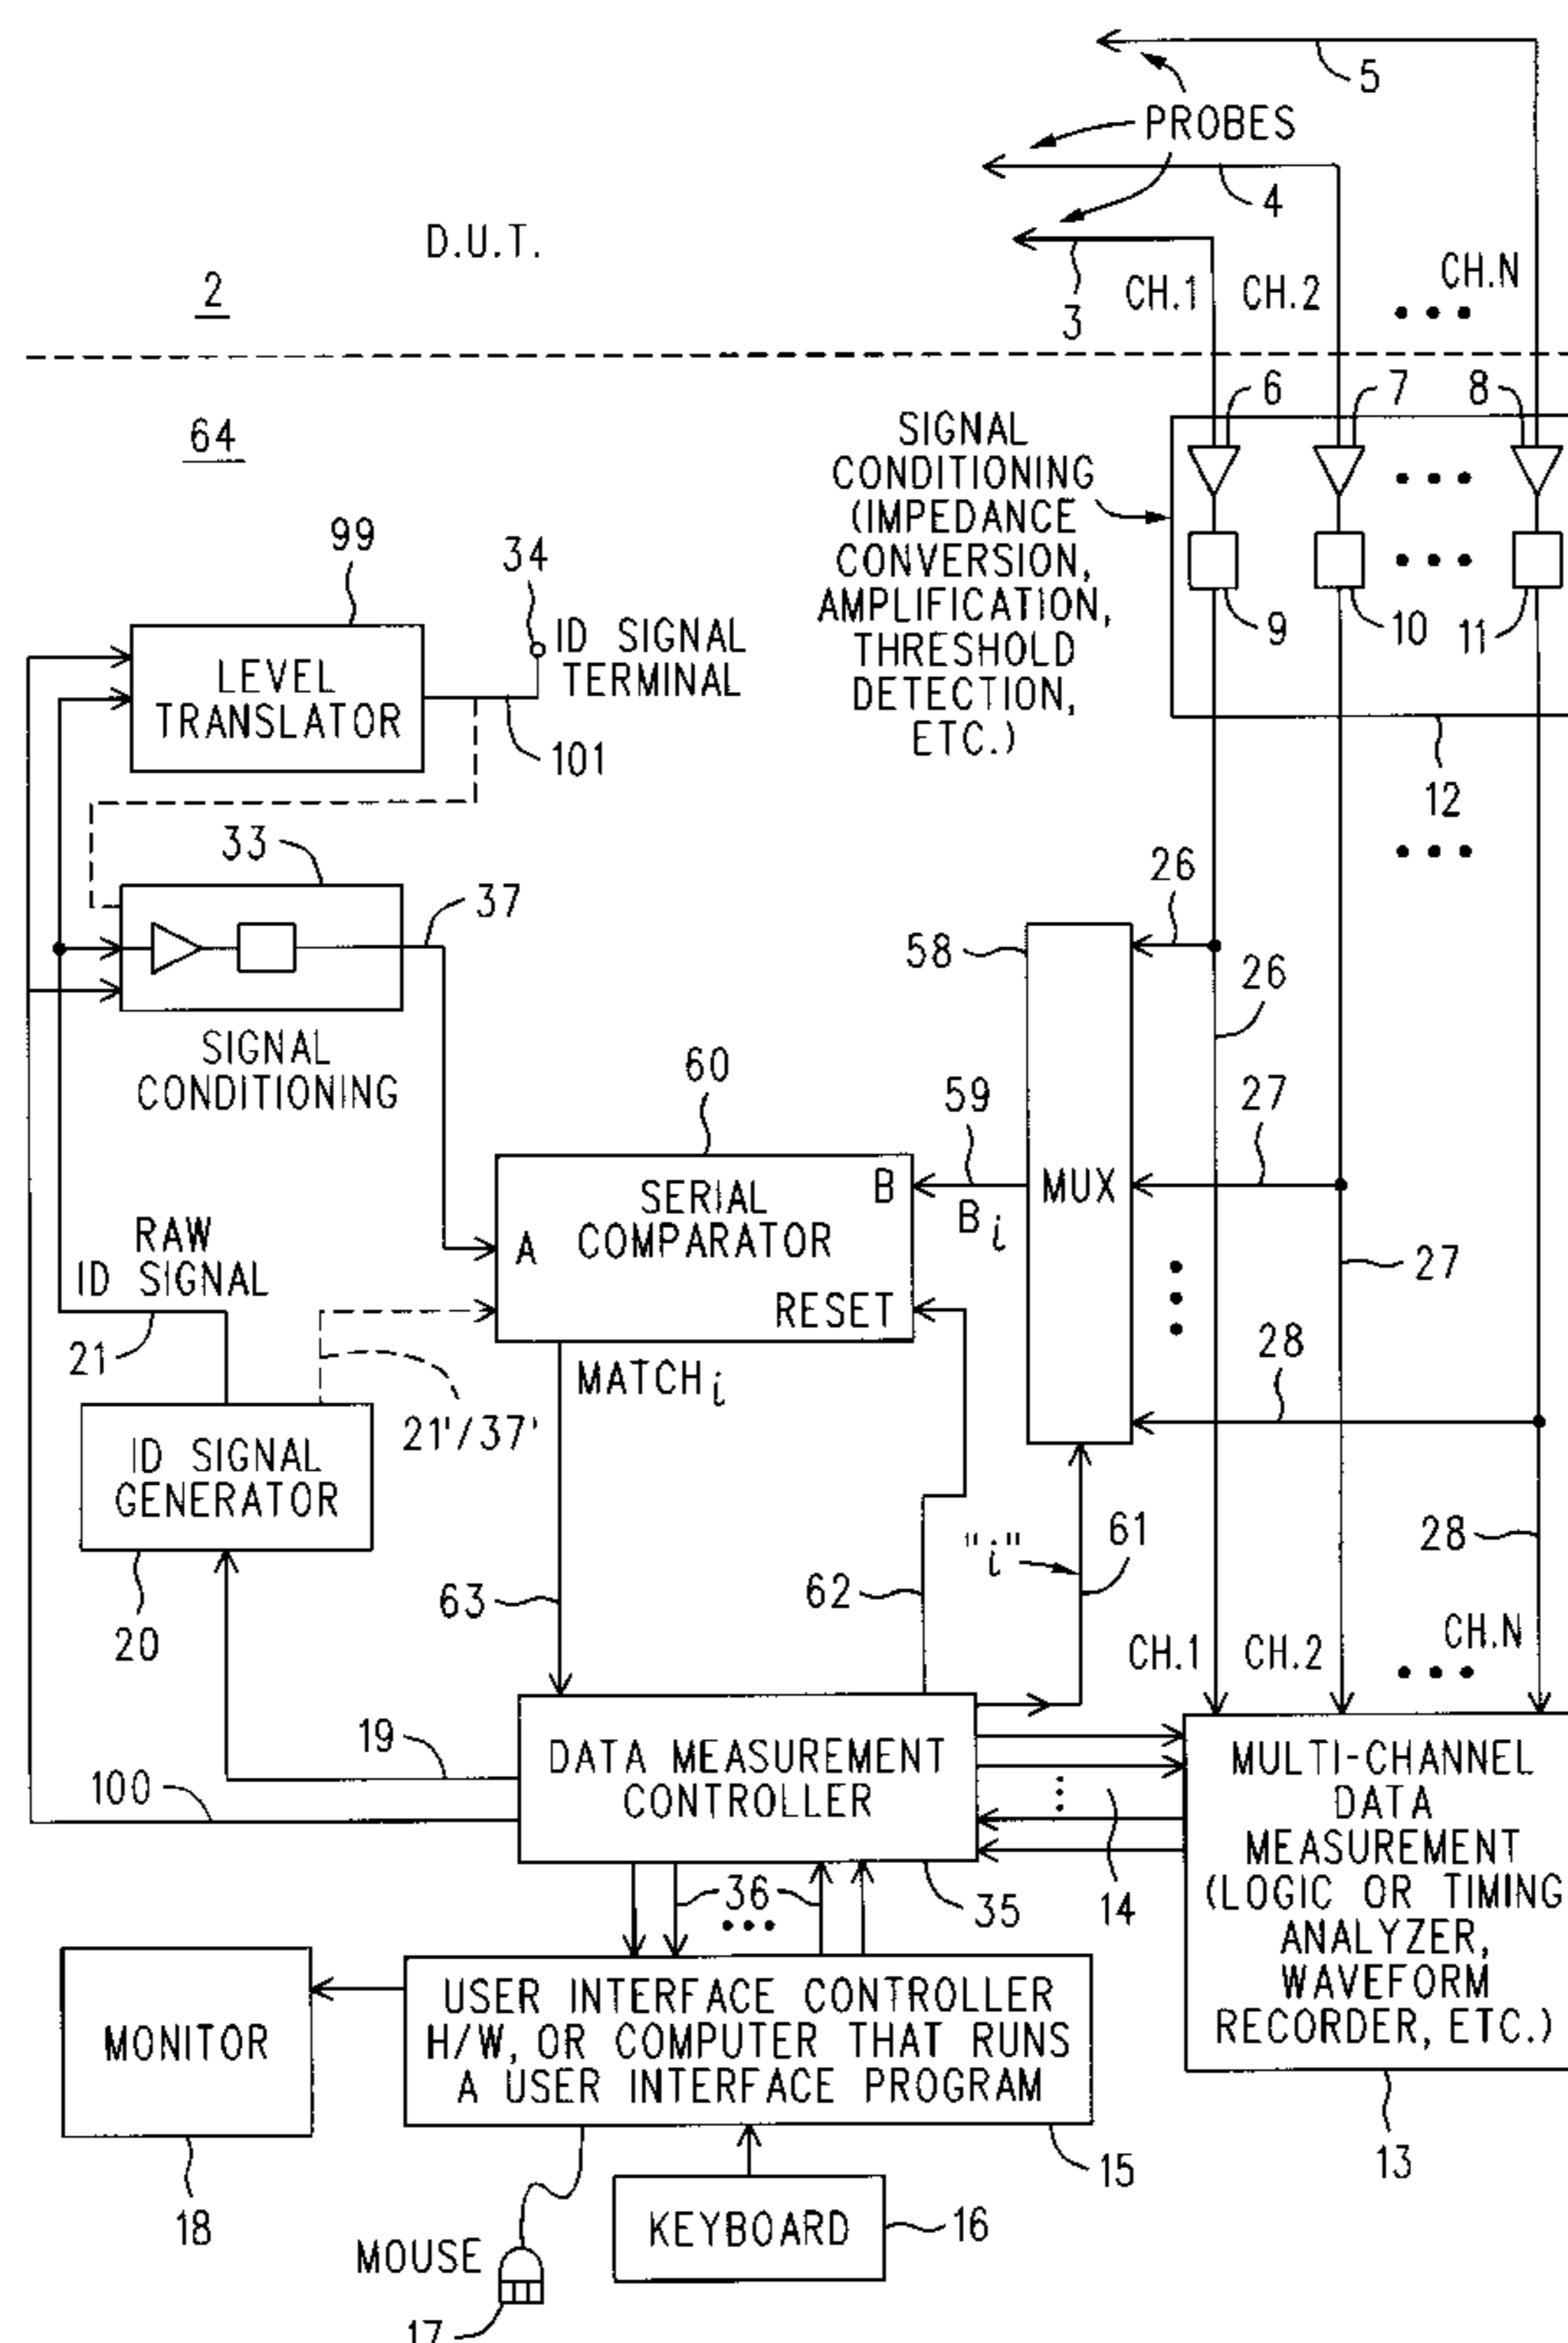 5
PROBES
4
D.U.T.
2
3
CH.1
CH.2
CH.N
64
6
7
8
SIGNAL
CONDITIONING
(IMPEDANCE
CONVERSION,
AMPLIFICATION,
THRESHOLD
DETECTION,
ETC.)
9
10
11
12
99
34
ID SIGNAL
TERMINAL
LEVEL
TRANSLATOR
101
33
37
SIGNAL
CONDITIONING
26
58
26
60
59
27
SERIAL
COMPARATOR
B
A
RESET
B i
MUX
27
RAW
ID SIGNAL
21
MATCH i
28
21'/37'
ID SIGNAL
GENERATOR
20
63
62
"i"
61
28
CH.1
CH.2
CH.N
19
100
DATA MEASUREMENT
CONTROLLER
MULTI-CHANNEL
DATA
MEASUREMENT
(LOGIC OR TIMING
ANALYZER,
WAVEFORM
RECORDER, ETC.)
36
35
14
MONITOR
USER INTERFACE CONTROLLER
H/W, OR COMPUTER THAT RUNS
A USER INTERFACE PROGRAM
18
15
13
KEYBOARD
16
MOUSE
17